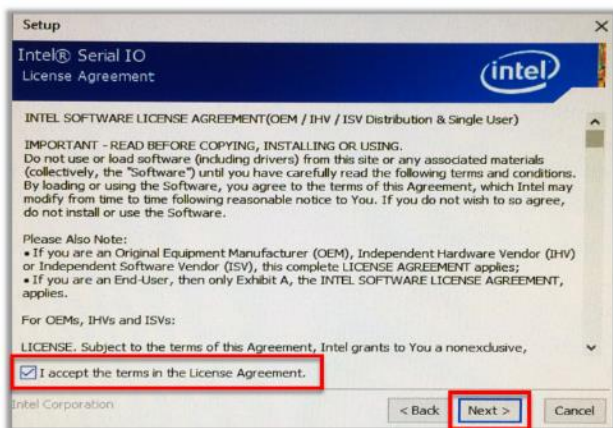 Setup
Intel® Serial IO
License Agreement
intel
INTEL SOFTWARE LICENSE AGREEMENT(OEM / IHV / ISV Distribution & Single User)
IMPORTANT - READ BEFORE COPYING, INSTALLING OR USING.
Do not use or load software (including drivers) from this site or any associated materials
(collectively, the "Software") until you have carefully read the following terms and conditions.
By loading or using the Software, you agree to the terms of this Agreement, which Intel may
modify from time to time following reasonable notice to You. If you do not wish to so agree,
do not install or use the Software.
Please Also Note:
• If you are an Original Equipment Manufacturer (OEM), Independent Hardware Vendor (IHV)
or Independent Software Vendor (ISV), this complete LICENSE AGREEMENT applies;
• If you are an End-User, then only Exhibit A, the INTEL SOFTWARE LICENSE AGREEMENT,
applies.
For OEMs, IHVs and ISVs:
LICENSE. Subject to the terms of this Agreement, Intel grants to You a nonexclusive,
I accept the terms in the License Agreement.
Intel Corporation
< Back Next > Cancel